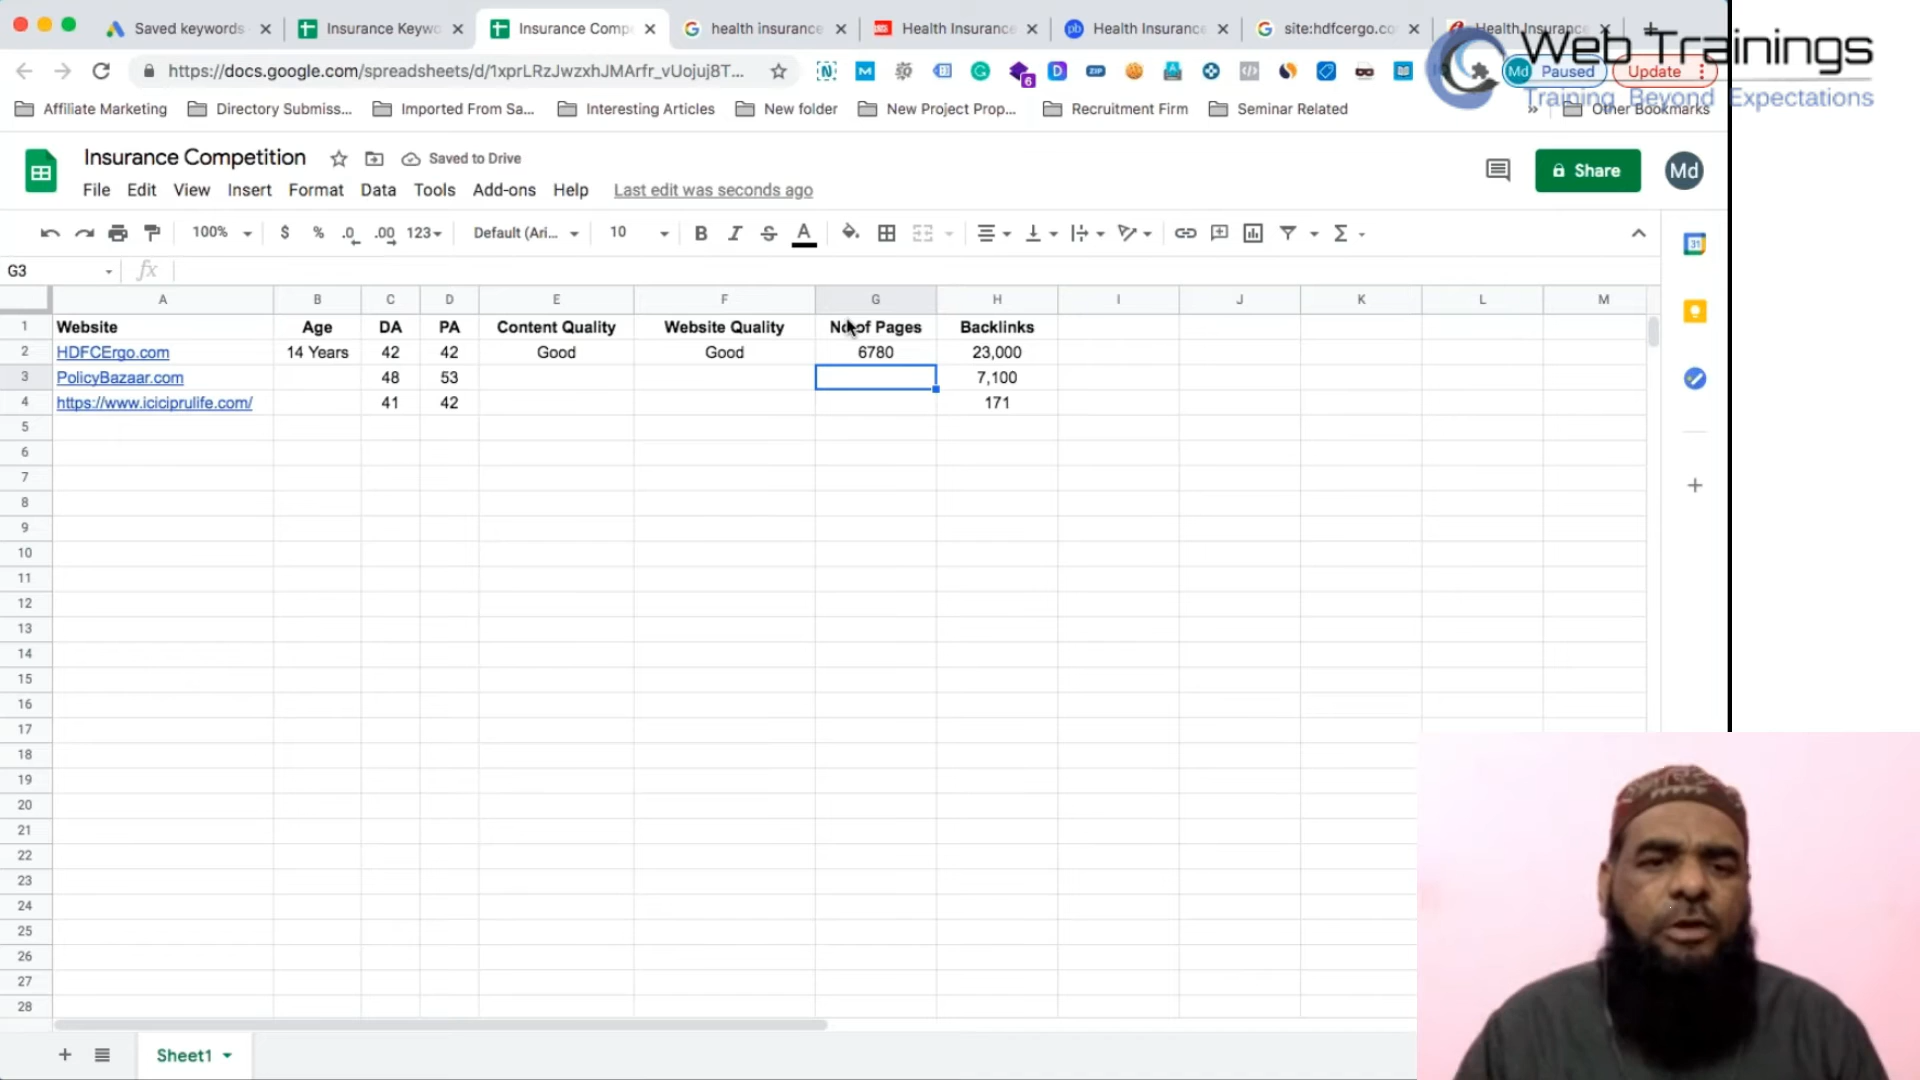 Saved keywords
Insurance Keywo
Insurance Compe
health insurance
Health Insurance
Health Insurance
site:hdfcergo.co
Health Insurance
Web Trainings
Training Beyond Expectations
https://docs.google.com/spreadsheets/d/1xprLRzJwzxhJMArfr_vUojuj8T...
Md Paused
Update
Affiliate Marketing
Directory Submiss...
Imported From Sa...
Interesting Articles
New folder
New Project Prop...
Recruitment Firm
Seminar Related
Other Bookmarks
Insurance Competition
Saved to Drive
Share
Md
File Edit View Insert Format Data Tools Add-ons Help Last edit was seconds ago
100% $ % .0 .00 123 Default (Ari... 10 B I S A
31
G3 fx
A B C D E F G H I J K L M
1 Website Age DA PA Content Quality Website Quality No of Pages Backlinks
2 HDFCErgo.com 14 Years 42 42 Good Good 6780 23,000
3 PolicyBazaar.com 48 53 7,100
4 https://www.iciciprulife.com/ 41 42 171
5
6
7
8
9
10
11
12
13
14
15
16
17
18
19
20
21
22
23
24
25
26
27
28
Sheet1